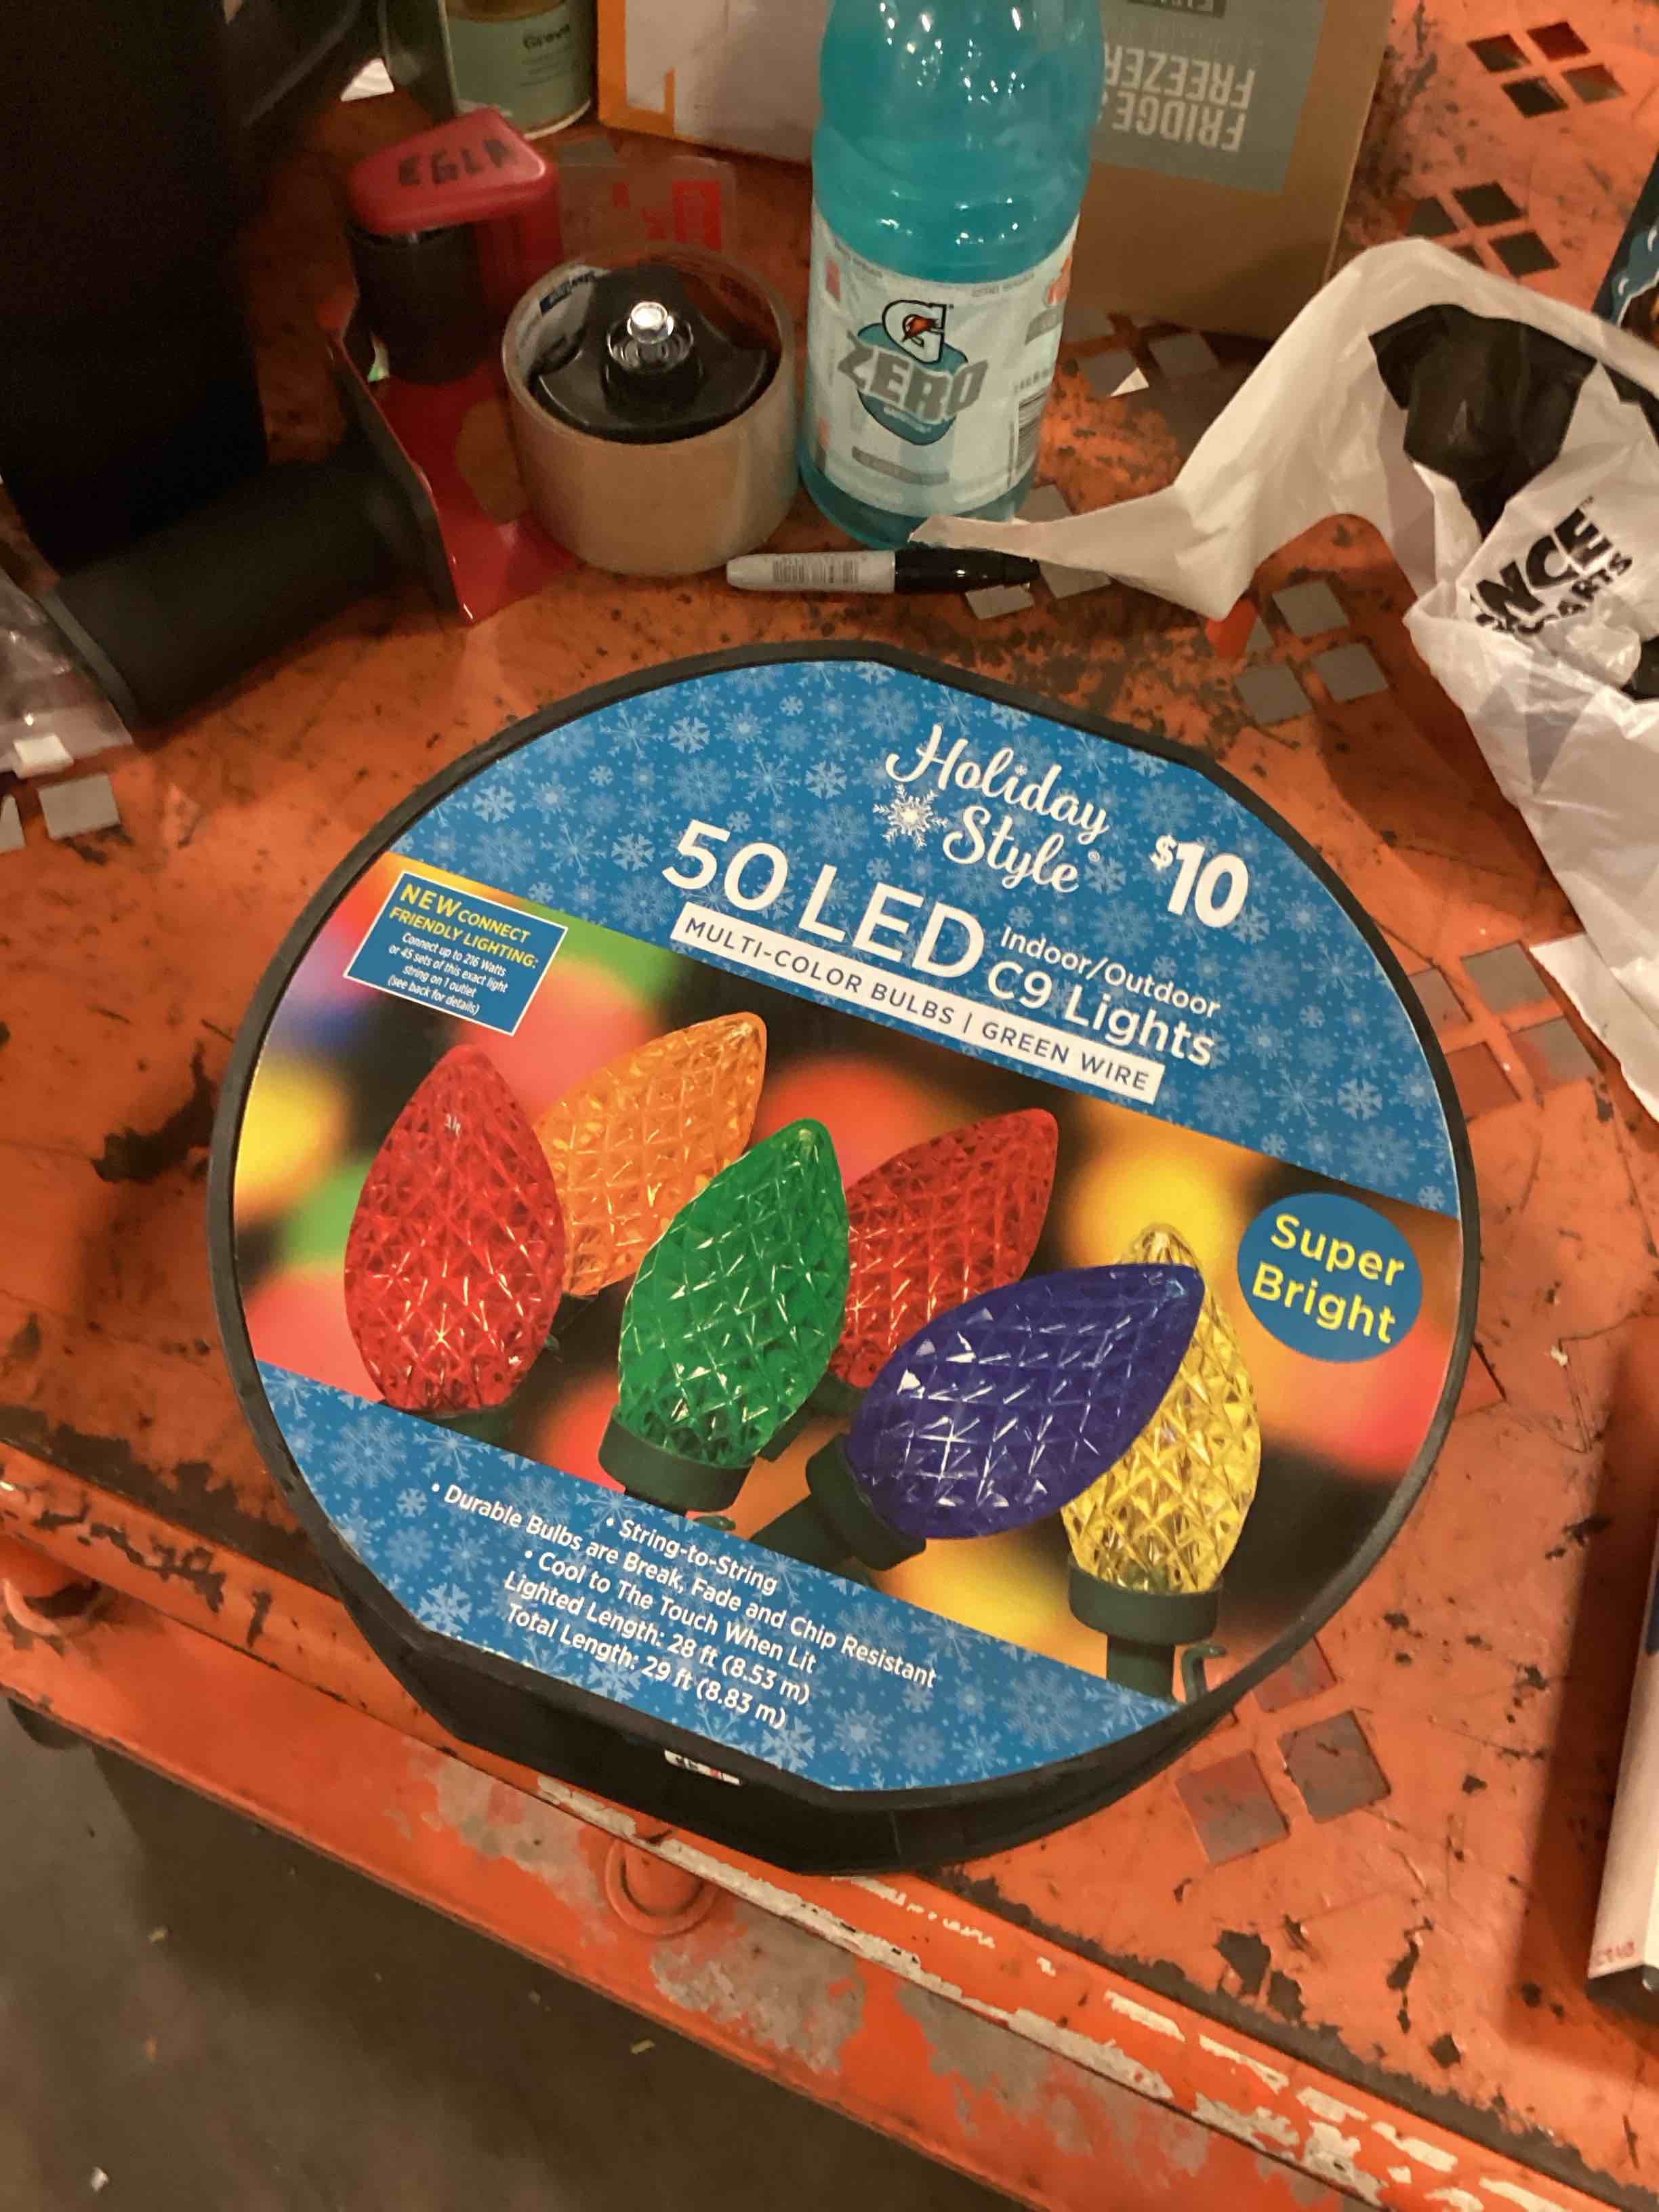 Green
EGLA
FRIDGE
FREEZER
G
ZERO
NCE
Holiday
Style®
$10
50 LED
Indoor/Outdoor
C9 Lights
MULTI-COLOR BULBS | GREEN WIRE
NEW CONNECT
FRIENDLY LIGHTING:
Connect up to 216 Watts
or 45 sets of this exact light
string on 1 outlet
(see back for details)
Super
Bright
• String-to-String
• Durable Bulbs are Break, Fade and Chip Resistant
• Cool to The Touch When Lit
Lighted Length: 28 ft (8.53 m)
Total Length: 29 ft (8.83 m)